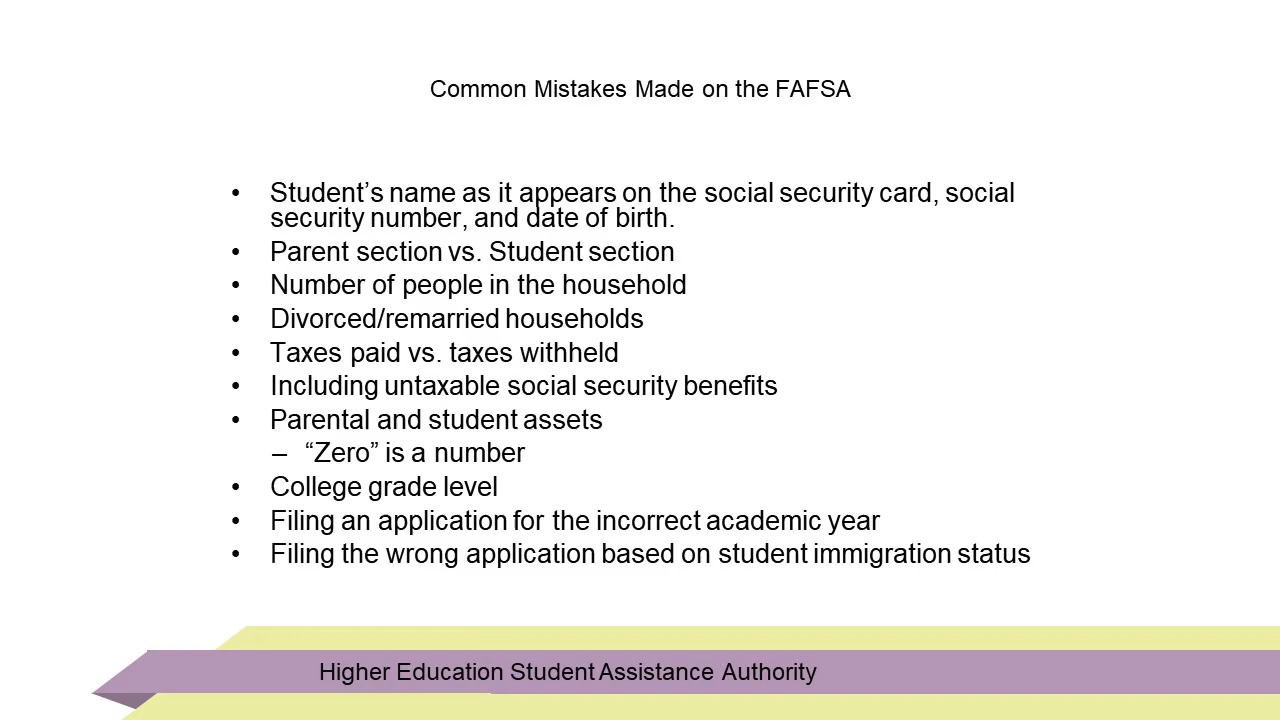 Common Mistakes Made on the FAFSA
• Student’s name as it appears on the social security card, social
security number, and date of birth.
• Parent section vs. Student section
• Number of people in the household
• Divorced/remarried households
• Taxes paid vs. taxes withheld
• Including untaxable social security benefits
• Parental and student assets
– “Zero” is a number
• College grade level
• Filing an application for the incorrect academic year
• Filing the wrong application based on student immigration status
Higher Education Student Assistance Authority